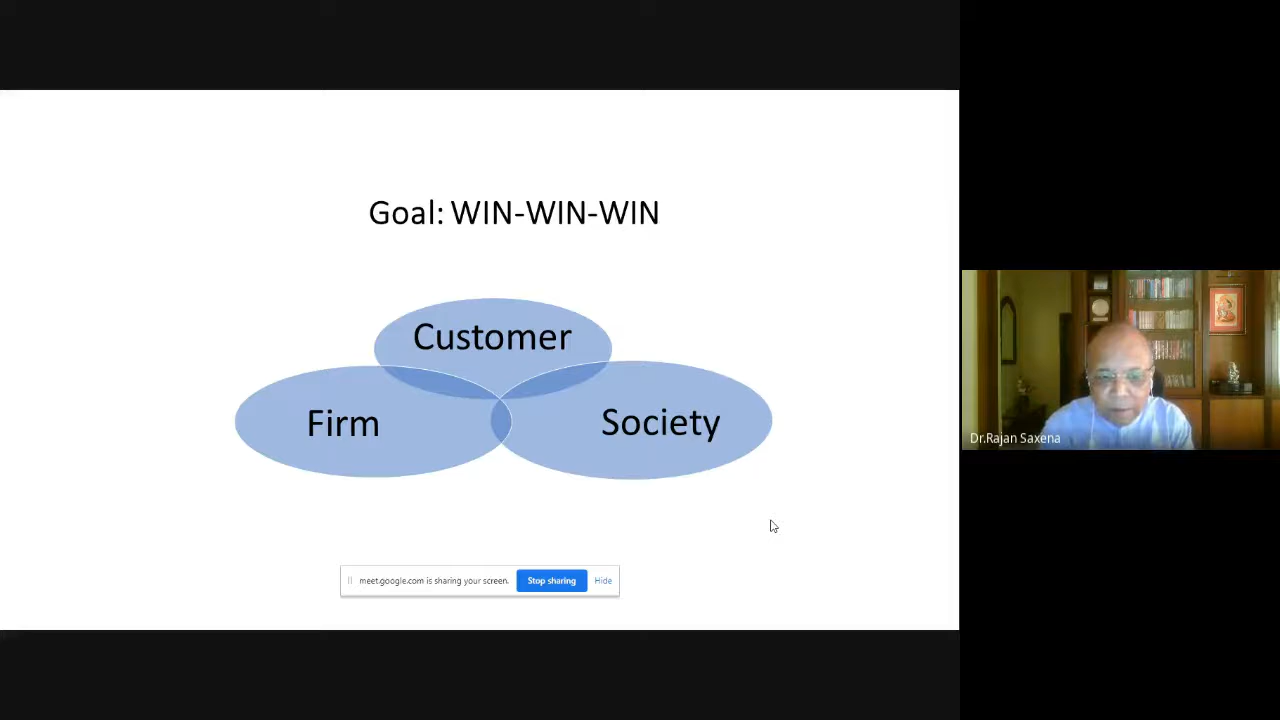 Goal: WIN-WIN-WIN
Customer
Firm
Society
Dr.Rajan Saxena
meet.google.com is sharing your screen.
Stop sharing
Hide